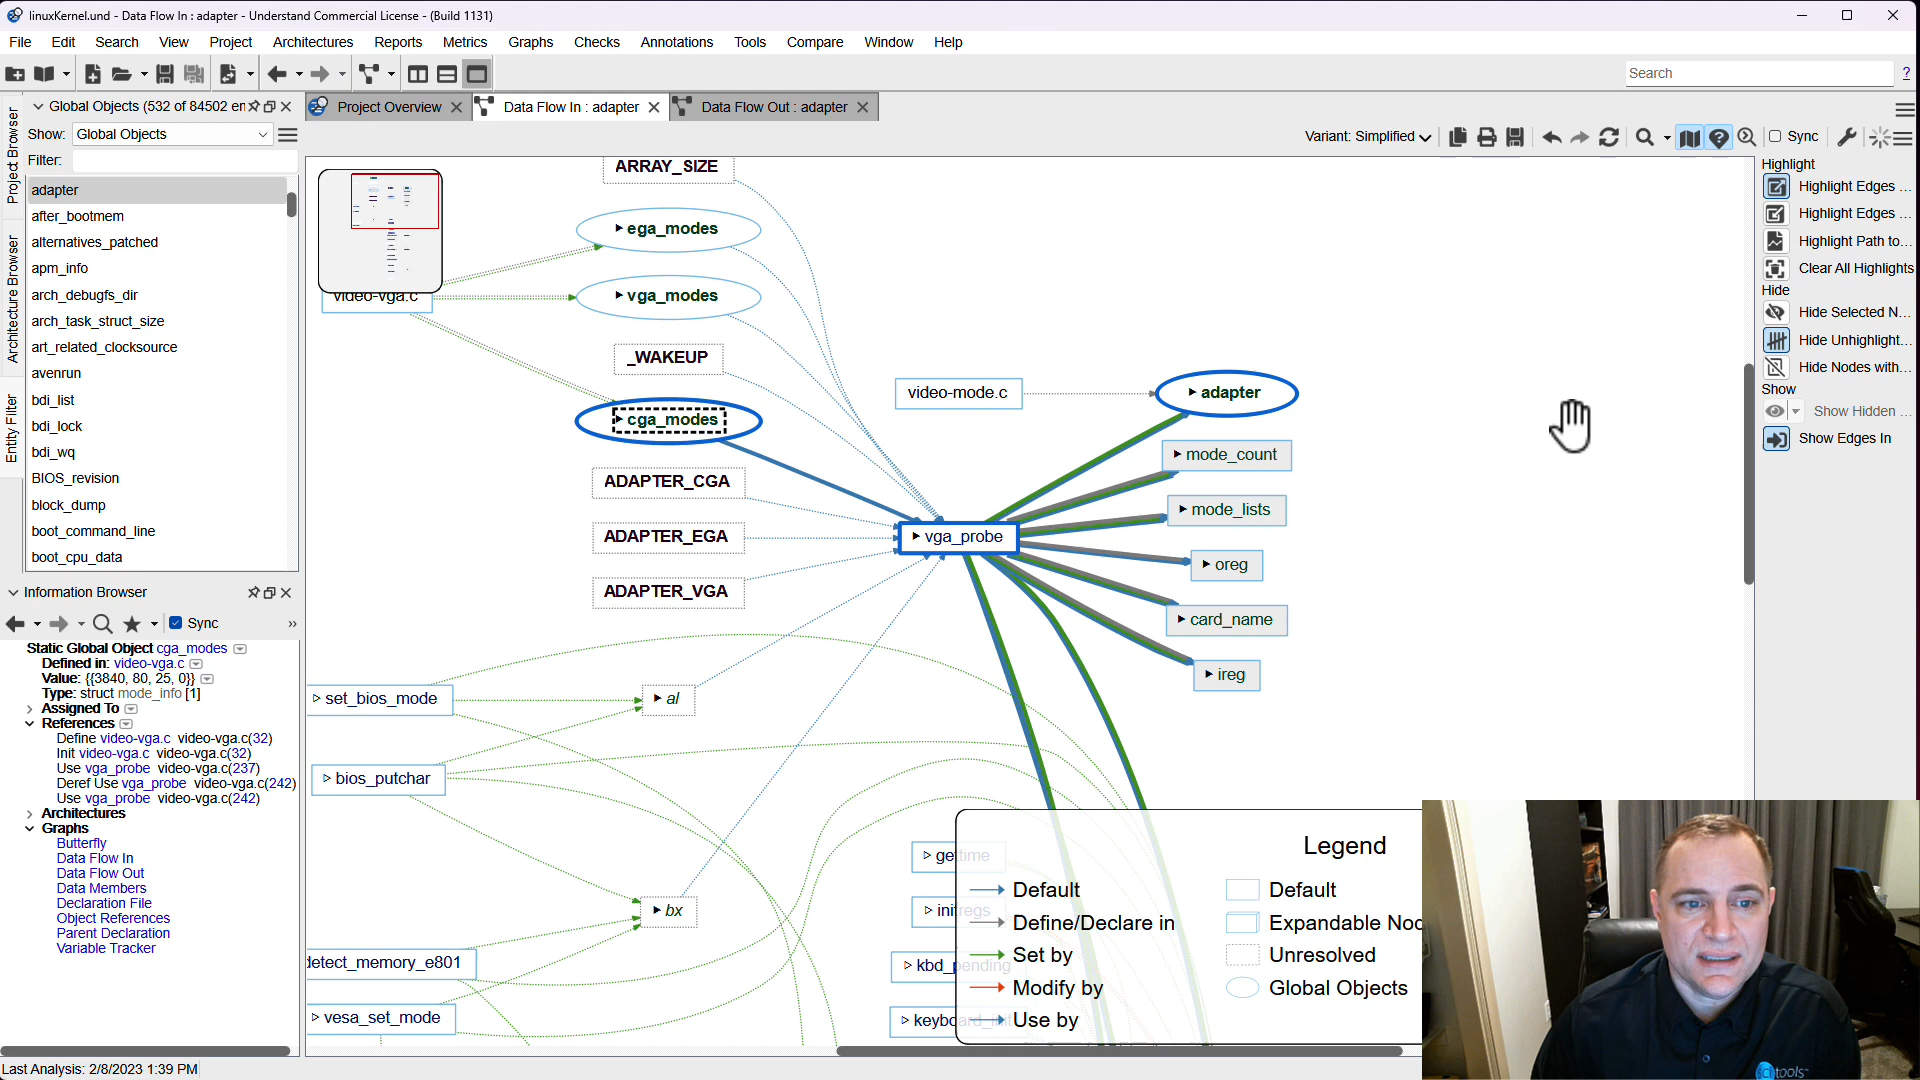 linuxKernel.und - Data Flow In : adapter - Understand Commercial License - (Build 1131)
File Edit Search View Project Architectures Reports Metrics Graphs Checks Annotations Tools Compare Window Help
Search
?
Global Objects (532 of 84502 en
Project Overview
Data Flow In : adapter
Data Flow Out : adapter
Show: Global Objects
Filter:
Variant: Simplified
Sync
Project Browser
Architecture Browser
Entity Filter
adapter
after_bootmem
alternatives_patched
apm_info
arch_debugfs_dir
arch_task_struct_size
art_related_clocksource
avenrun
bdi_list
bdi_lock
bdi_wq
BIOS_revision
block_dump
boot_command_line
boot_cpu_data
Information Browser
Sync
»
Static Global Object cga_modes
Defined in: video-vga.c
Value: {{3840, 80, 25, 0}}
Type: struct mode_info [1]
Assigned To
References
Define video-vga.c video-vga.c(32)
Init video-vga.c video-vga.c(32)
Use vga_probe video-vga.c(237)
Deref Use vga_probe video-vga.c(242)
Use vga_probe video-vga.c(242)
Architectures
Graphs
Butterfly
Data Flow In
Data Flow Out
Data Members
Declaration File
Object References
Parent Declaration
Variable Tracker
ARRAY_SIZE
ega_modes
video-vga.c
vga_modes
_WAKEUP
cga_modes
ADAPTER_CGA
ADAPTER_EGA
ADAPTER_VGA
video-mode.c
adapter
mode_count
mode_lists
vga_probe
oreg
card_name
ireg
set_bios_mode
al
bios_putchar
bx
detect_memory_e801
vesa_set_mode
gettime
initregs
kbd_pending
keyboard_init
Legend
Default
Define/Declare in
Set by
Modify by
Use by
Default
Expandable Noc
Unresolved
Global Objects
Highlight
Highlight Edges ...
Highlight Edges ...
Highlight Path to...
Clear All Highlights
Hide
Hide Selected N...
Hide Unhighlight...
Hide Nodes with...
Show
Show Hidden ...
Show Edges In
scitools™
Last Analysis: 2/8/2023 1:39 PM